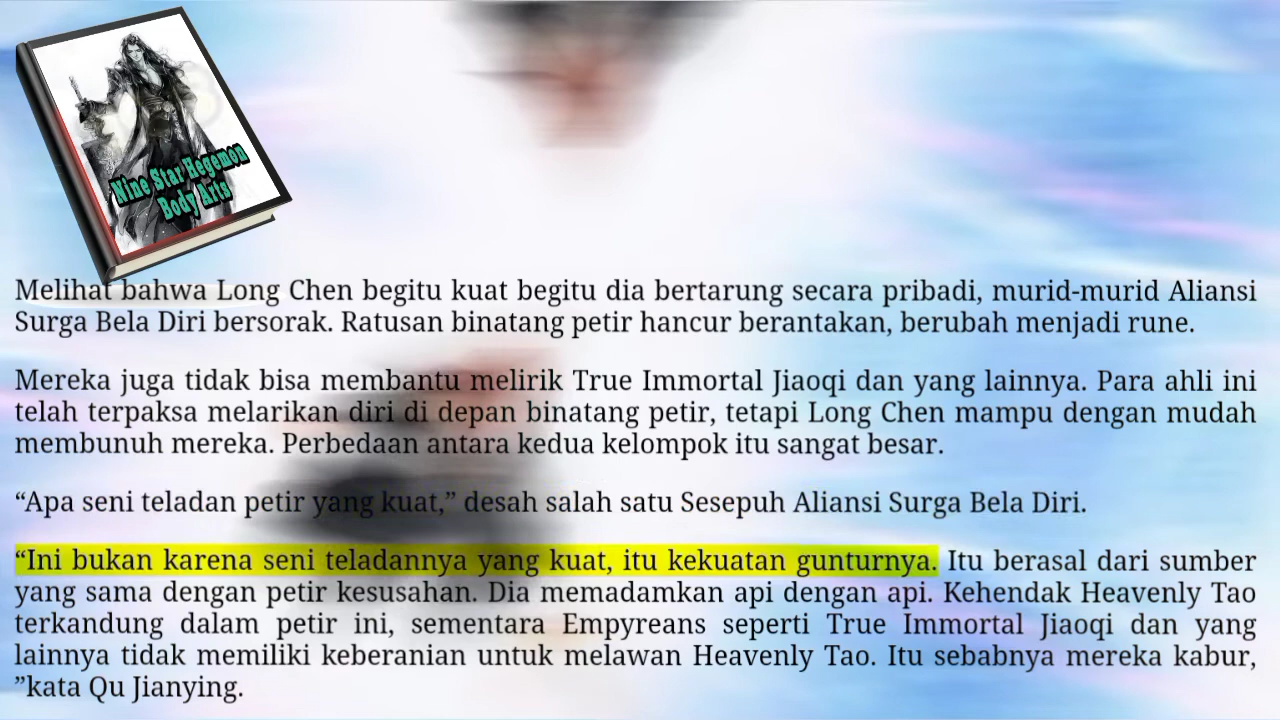 Nine Star Hegemon
Body Arts
Melihat bahwa Long Chen begitu kuat begitu dia bertarung secara pribadi, murid-murid Aliansi
Surga Bela Diri bersorak. Ratusan binatang petir hancur berantakan, berubah menjadi rune.
Mereka juga tidak bisa membantu melirik True Immortal Jiaoqi dan yang lainnya. Para ahli ini
telah terpaksa melarikan diri di depan binatang petir, tetapi Long Chen mampu dengan mudah
membunuh mereka. Perbedaan antara kedua kelompok itu sangat besar.
“Apa seni teladan petir yang kuat,” desah salah satu Sesepuh Aliansi Surga Bela Diri.
“Ini bukan karena seni teladannya yang kuat, itu kekuatan gunturnya. Itu berasal dari sumber
yang sama dengan petir kesusahan. Dia memadamkan api dengan api. Kehendak Heavenly Tao
terkandung dalam petir ini, sementara Empyreans seperti True Immortal Jiaoqi dan yang
lainnya tidak memiliki keberanian untuk melawan Heavenly Tao. Itu sebabnya mereka kabur,
”kata Qu Jianying.